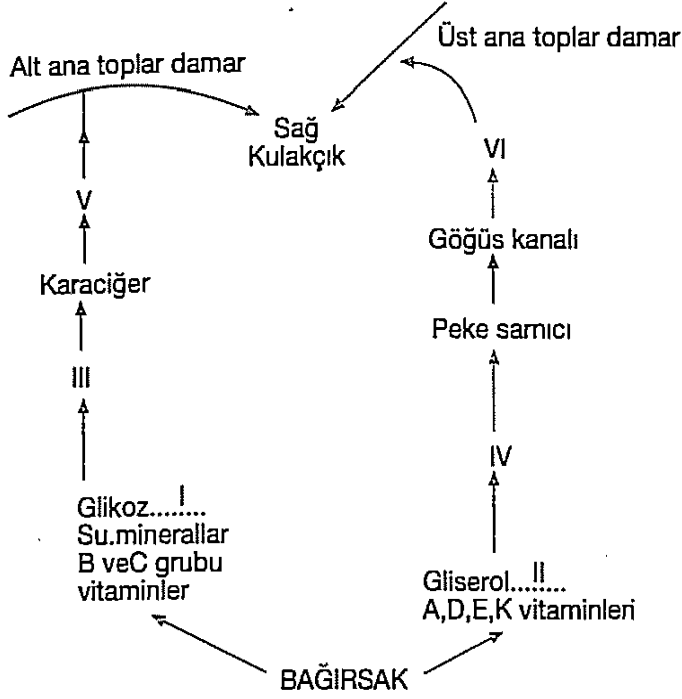 Alt ana toplar damar
Üst ana toplar damar
Sağ
Kulakçık
VI
V
Göğüs kanalı
Karaciğer
Peke sarnıcı
III
IV
Glikoz....I....
Su.minerallar
B veC grubu
vitaminler
Gliserol...II....
A,D,E,K vitaminleri
BAĞIRSAK